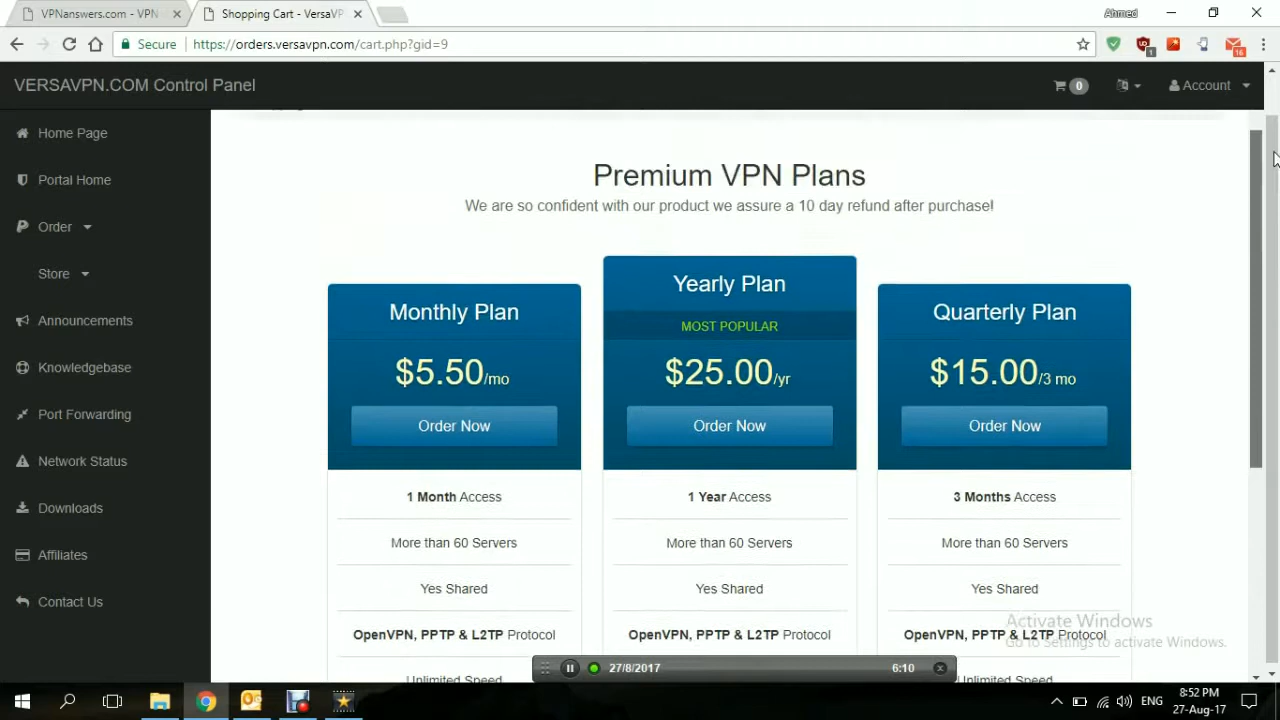 VPNanswers.com - VPN
Shopping Cart - VersaVP
Ahmed
Secure
https://orders.versavpn.com/cart.php?gid=9
1
16
VERSAVPN.COM Control Panel
0
Account
Home Page
Portal Home
Order
Store
Announcements
Knowledgebase
Port Forwarding
Network Status
Downloads
Affiliates
Contact Us
Premium VPN Plans
We are so confident with our product we assure a 10 day refund after purchase!
Monthly Plan
$5.50/mo
Order Now
1 Month Access
More than 60 Servers
Yes Shared
OpenVPN, PPTP & L2TP Protocol
Unlimited Speed
Yearly Plan
MOST POPULAR
$25.00/yr
Order Now
1 Year Access
More than 60 Servers
Yes Shared
OpenVPN, PPTP & L2TP Protocol
Quarterly Plan
$15.00/3 mo
Order Now
3 Months Access
More than 60 Servers
Yes Shared
OpenVPN, PPTP & L2TP Protocol
Unlimited Speed
Activate Windows
Go to Settings to activate Windows.
27/8/2017
6:10
ENG
8:52 PM
27-Aug-17